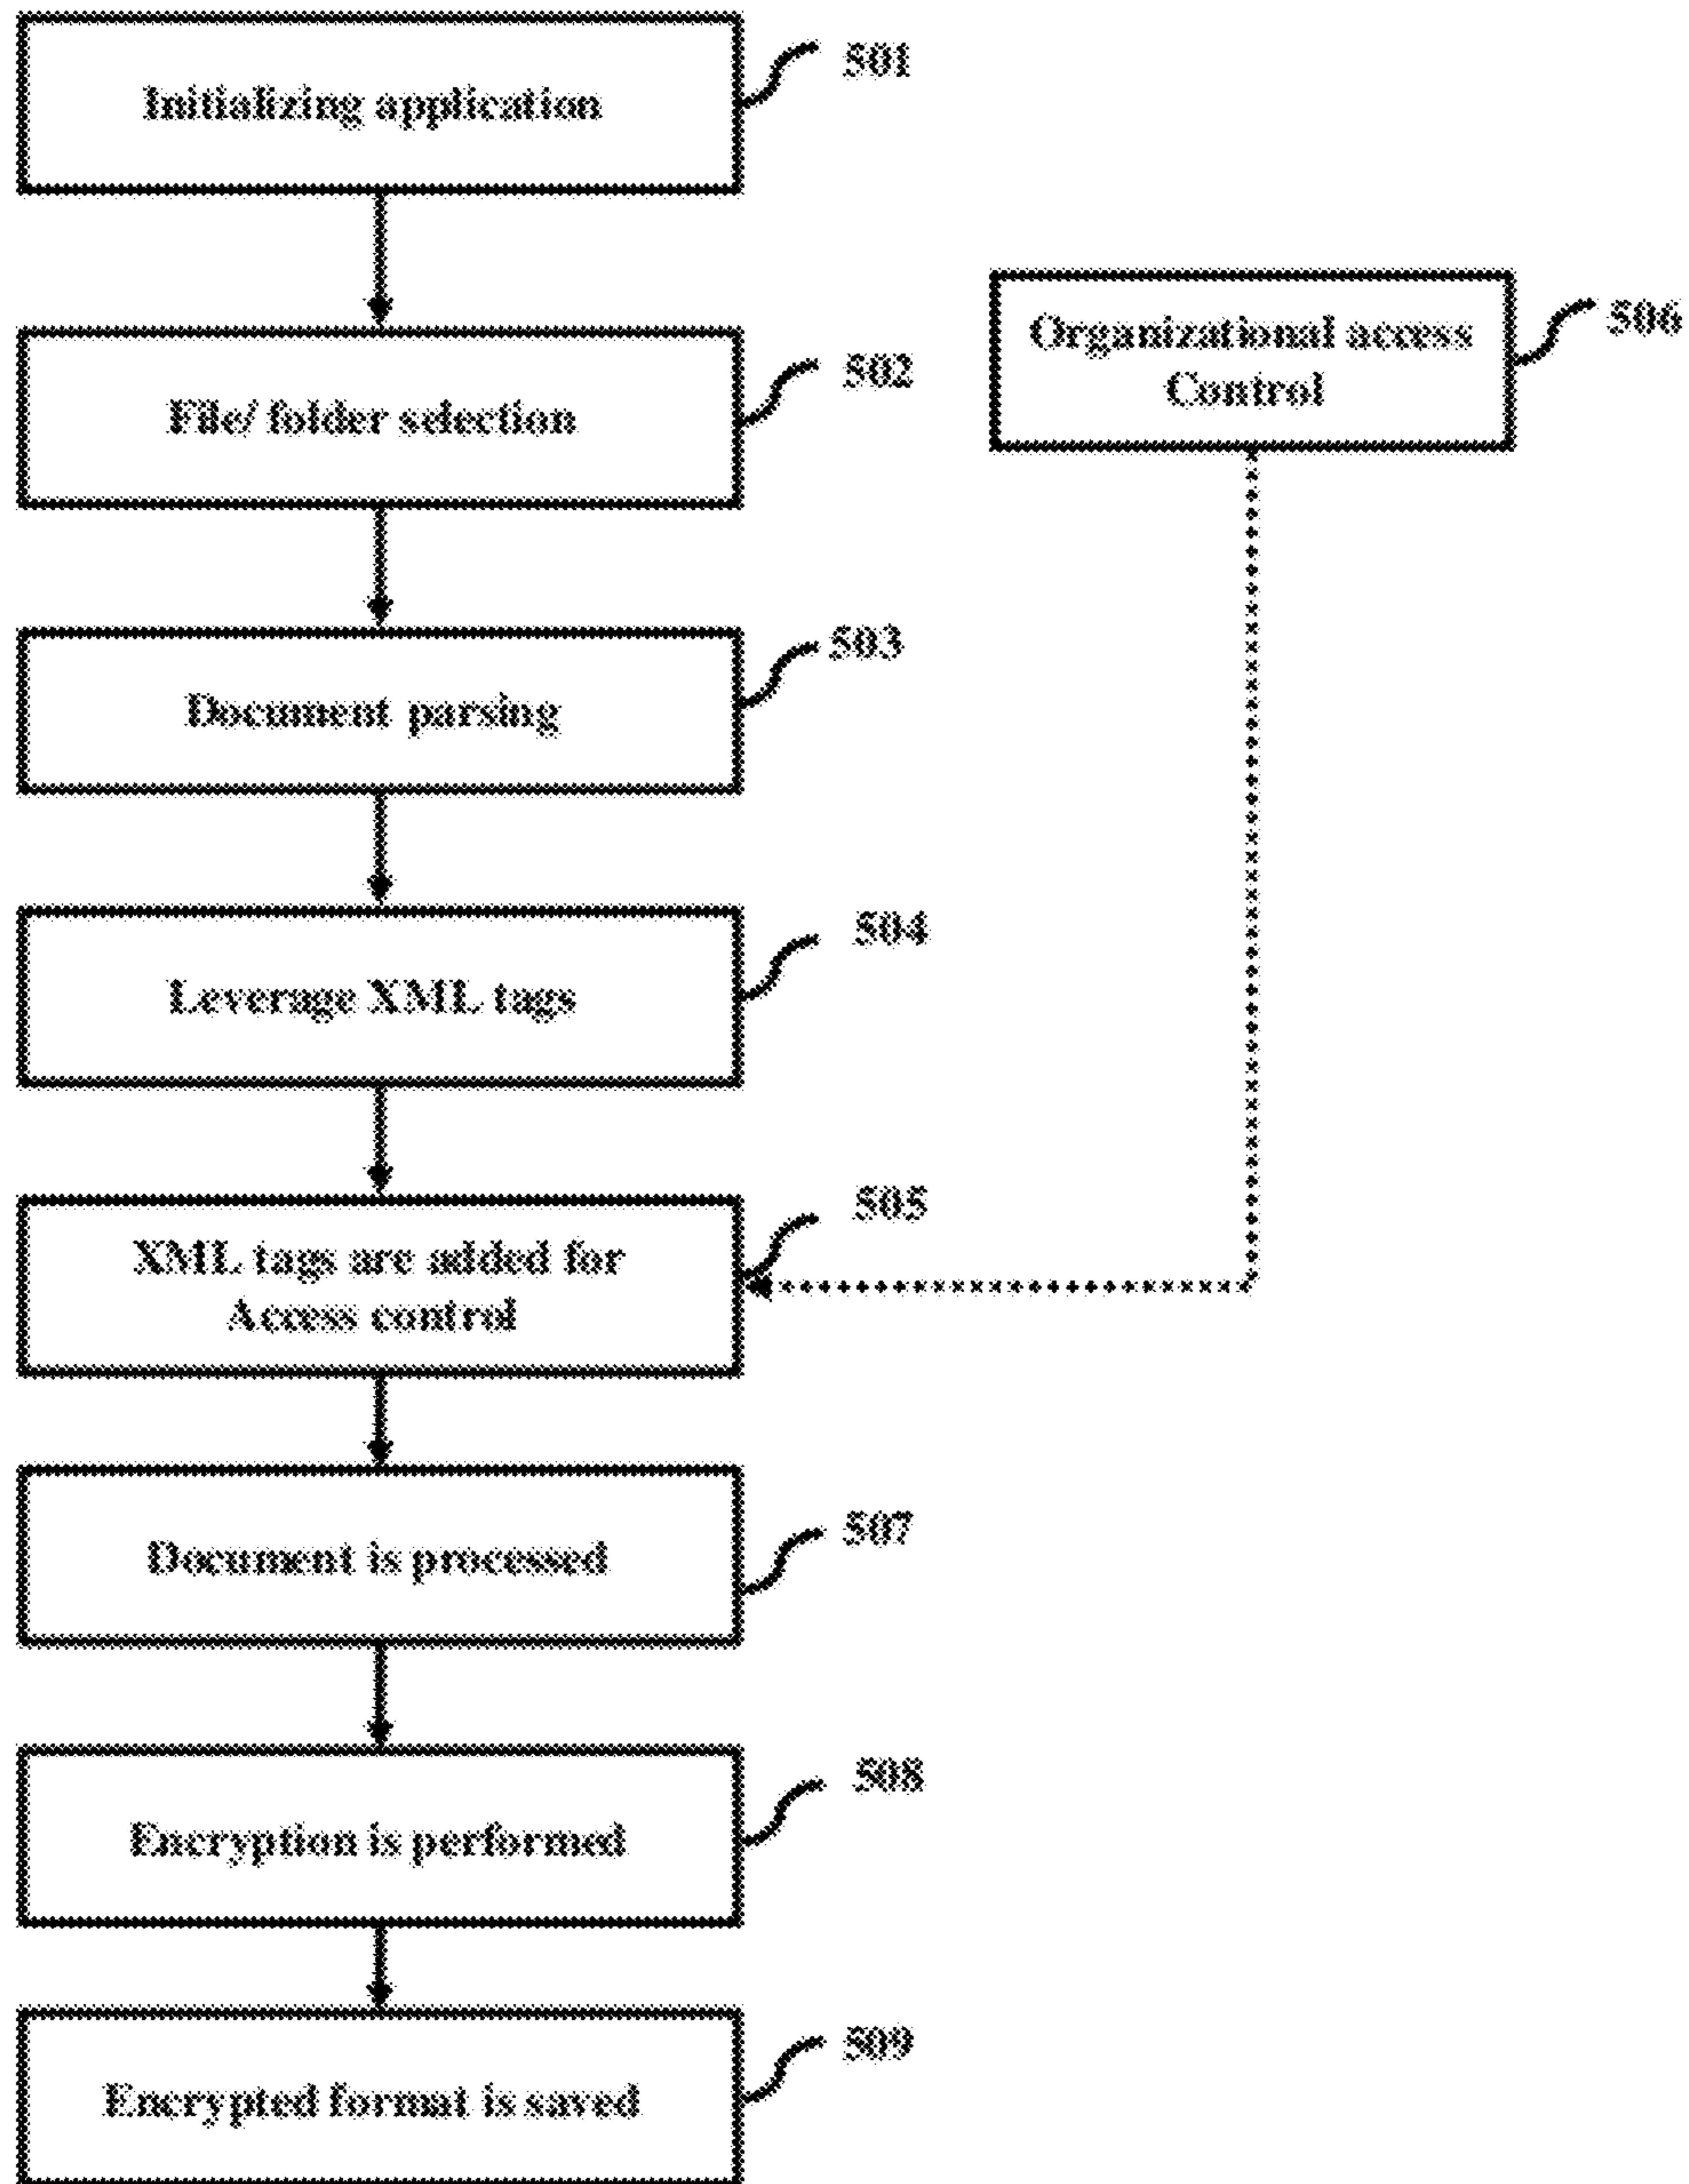 Initializing application
501
File/ folder selection
502
Organizational access
Control
506
Document parsing
503
Leverage XML tags
504
XML tags are added for
Access control
505
Document is processed
507
Encryption is performed
508
Encrypted format is saved
509